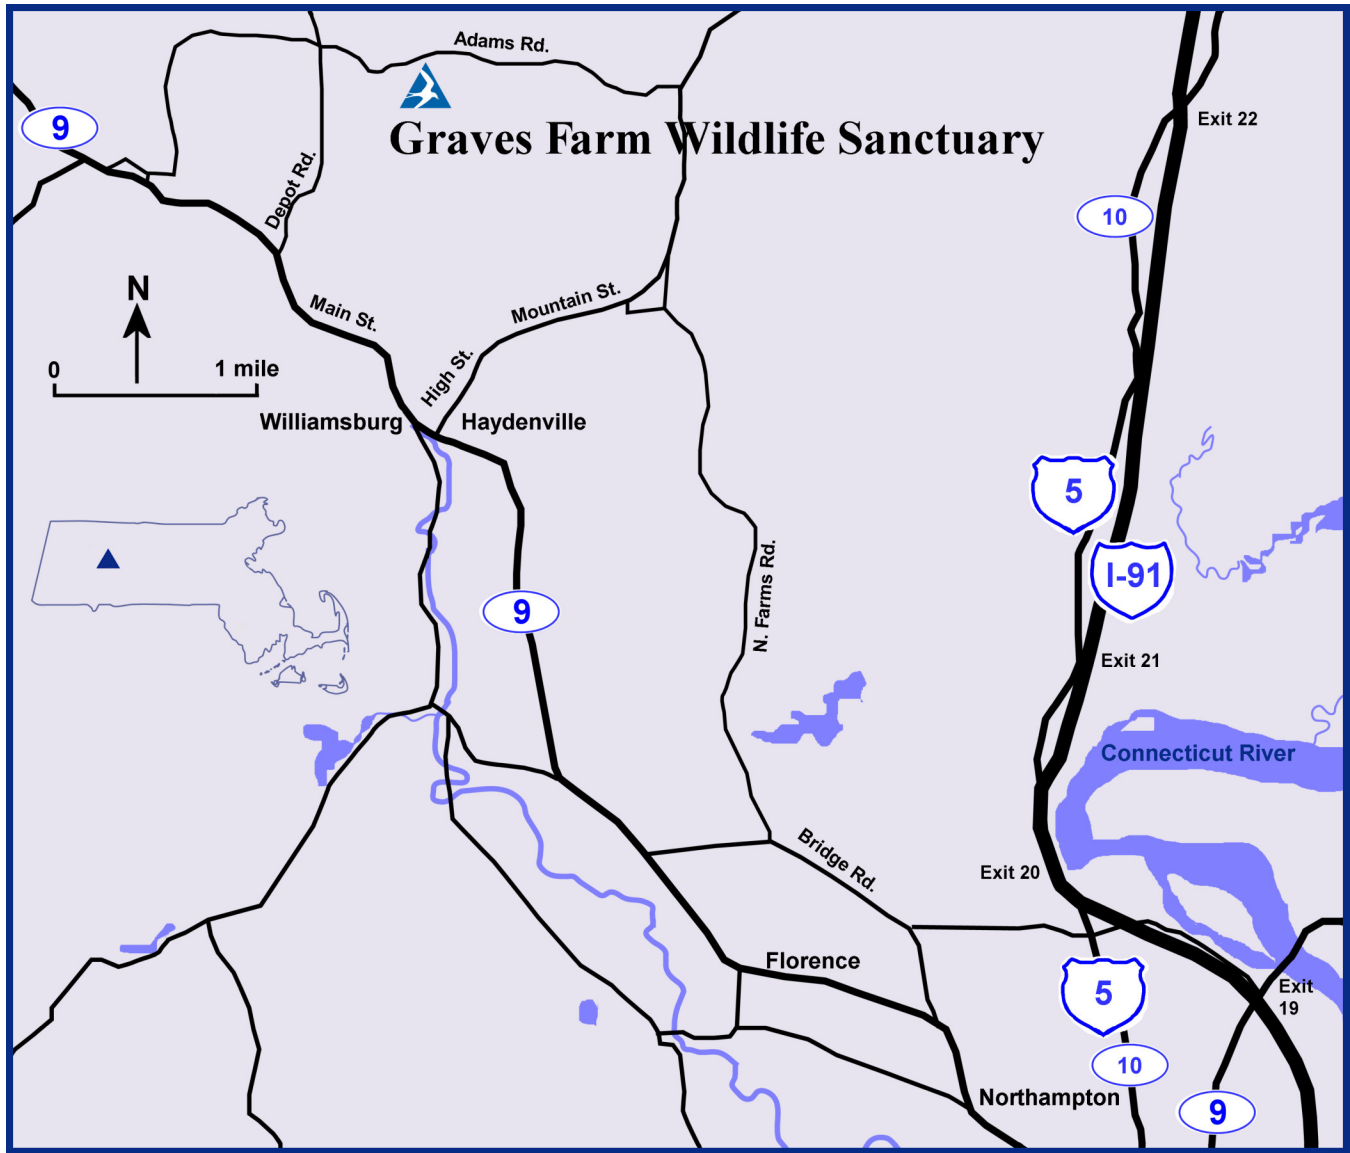 Adams Rd.
9
Exit 22
Graves Farm Wildlife Sanctuary
Depot Rd.
10
N
Main St.
Mountain St.
0
1 mile
High St.
Williamsburg
Haydenville
5
I-91
9
N. Farms Rd.
Exit 21
Connecticut River
Bridge Rd.
Exit 20
Florence
Exit
19
5
10
Northampton
9